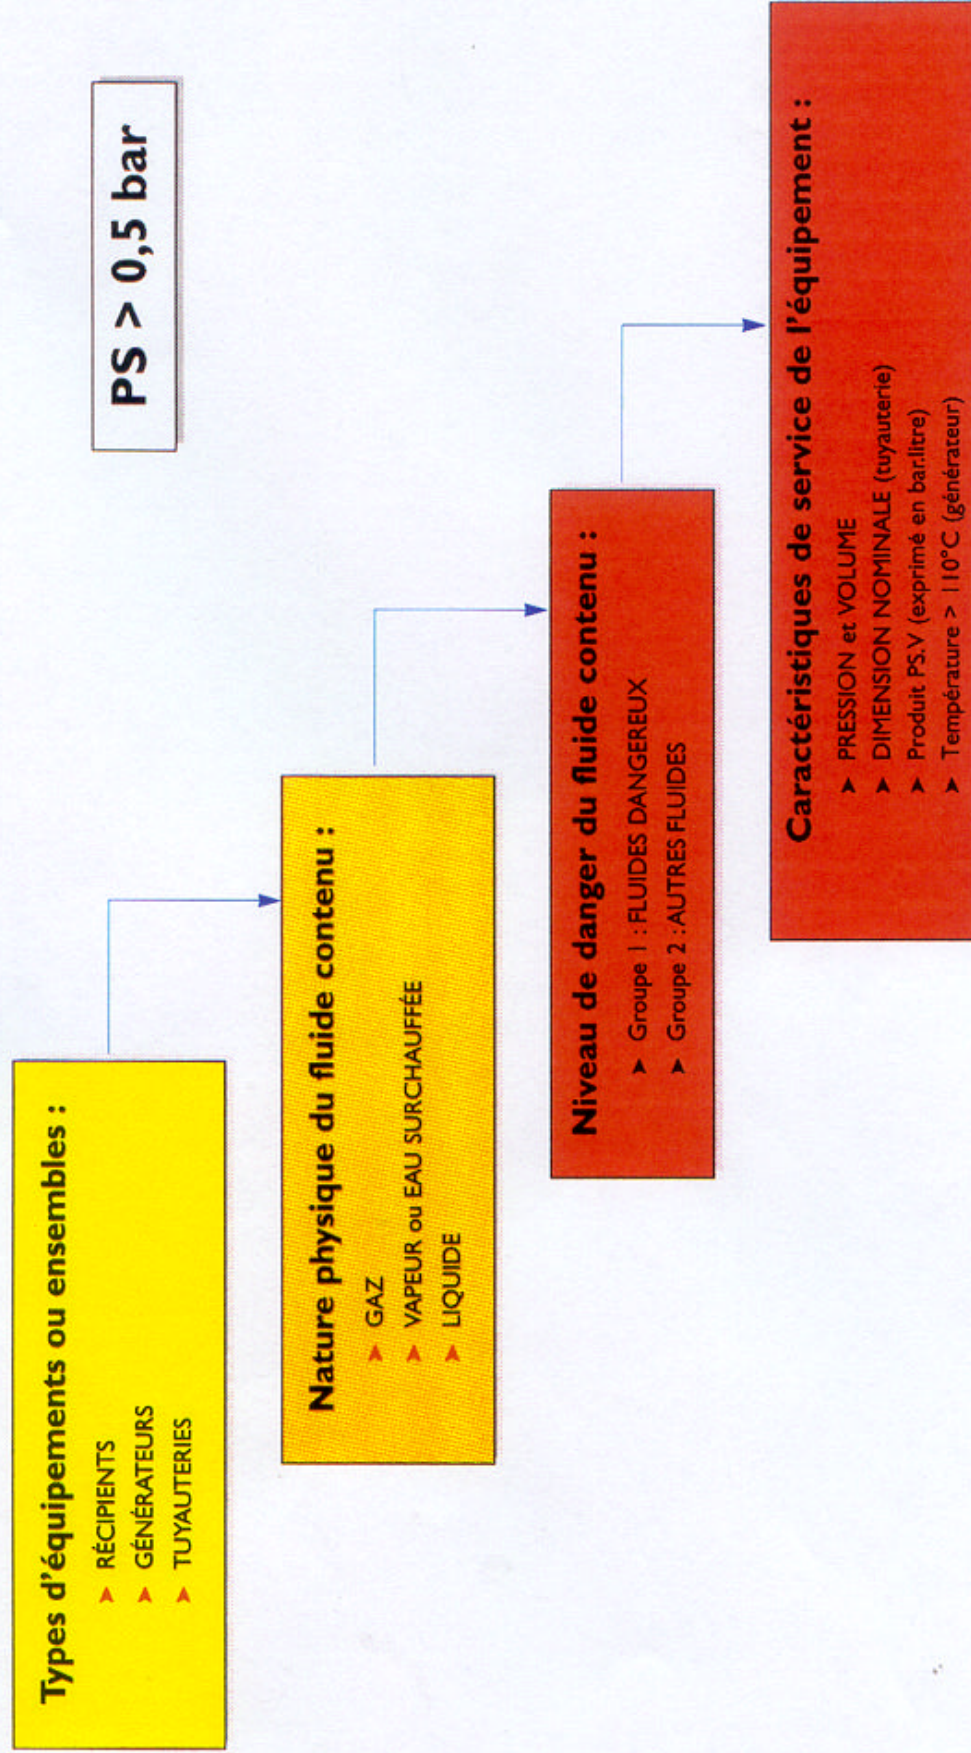 PS > 0,5 bar
Types d'équipements ou ensembles :
➤ RÉCIPIENTS
➤ GÉNÉRATEURS
➤ TUYAUTERIES
Nature physique du fluide contenu :
➤ GAZ
➤ VAPEUR ou EAU SURCHAUFFÉE
➤ LIQUIDE
Niveau de danger du fluide contenu :
➤ Groupe 1 : FLUIDES DANGEREUX
➤ Groupe 2 : AUTRES FLUIDES
Caractéristiques de service de l'équipement :
➤ PRESSION et VOLUME
➤ DIMENSION NOMINALE (tuyauterie)
➤ Produit PS.V (exprimé en bar.litre)
➤ Température > 110°C (générateur)